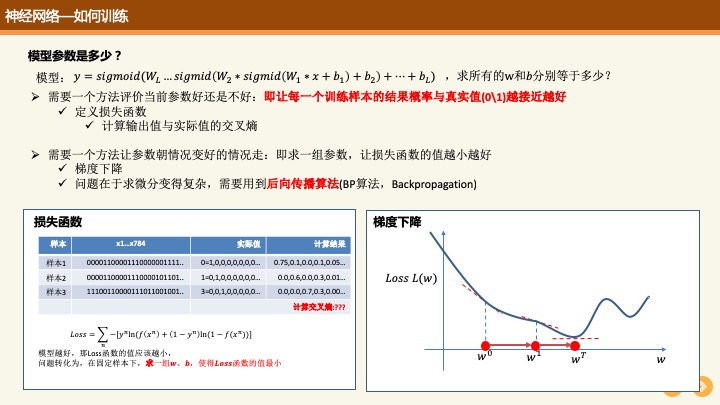 神经网络—如何训练
模型参数是多少？
模型： y = sigmoid(W_L … sigmid(W_2 * sigmid(W_1 * x + b_1) + b_2) + ⋯ + b_L) ，求所有的w和b分别等于多少？
➢ 需要一个方法评价当前参数好还是不好：即让每一个训练样本的结果概率与真实值(0\1)越接近越好
✓ 定义损失函数
✓ 计算输出值与实际值的交叉熵
➢ 需要一个方法让参数朝情况变好的情况走：即求一组参数，让损失函数的值越小越好
✓ 梯度下降
✓ 问题在于求微分变得复杂，需要用到后向传播算法(BP算法，Backpropagation)
损失函数
样本 x1…x784 实际值 计算结果
样本1 000011000001110000001111.. 0=1,0,0,0,0,0,0,0… 0.75,0.1,0.0,0.1,0.05…
样本2 000011000001110000101101.. 1=0,1,0,0,0,0,0,0… 0.0,0.6,0.0,0.3,0.01…
样本3 11100110000111011001001.. 3=0,0,1,0,0,0,0,0… 0.0,0.0,0.7,0.3,0.00…
计算交叉熵:???
Loss = ∑_n −[yⁿln(f(xⁿ) + (1 − yⁿ)ln(1 − f(xⁿ))]
模型越好，那Loss函数的值应该越小，
问题转化为，在固定样本下，求一组w、b，使得Loss函数的值最小
梯度下降
Loss L(w)
w⁰ w¹ w^T w